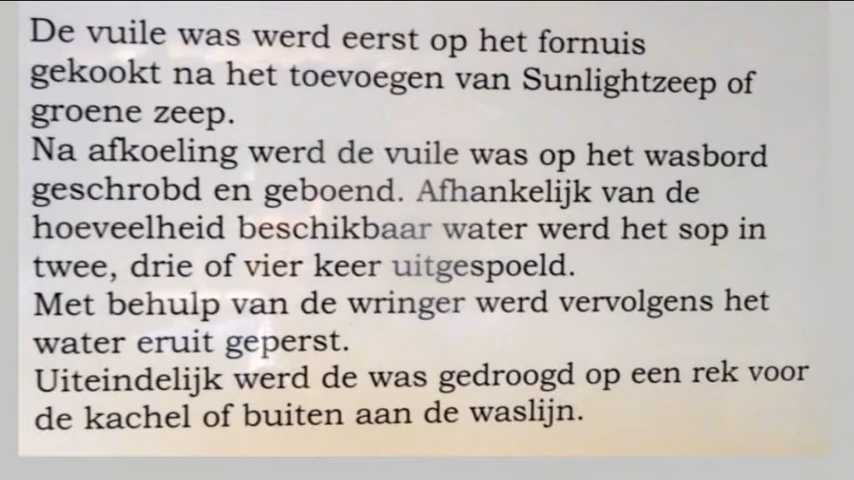 De vuile was werd eerst op het fornuis
gekookt na het toevoegen van Sunlightzeep of
groene zeep.
Na afkoeling werd de vuile was op het wasbord
geschrobd en geboend. Afhankelijk van de
hoeveelheid beschikbaar water werd het sop in
twee, drie of vier keer uitgespoeld.
Met behulp van de wringer werd vervolgens het
water eruit geperst.
Uiteindelijk werd de was gedroogd op een rek voor
de kachel of buiten aan de waslijn.